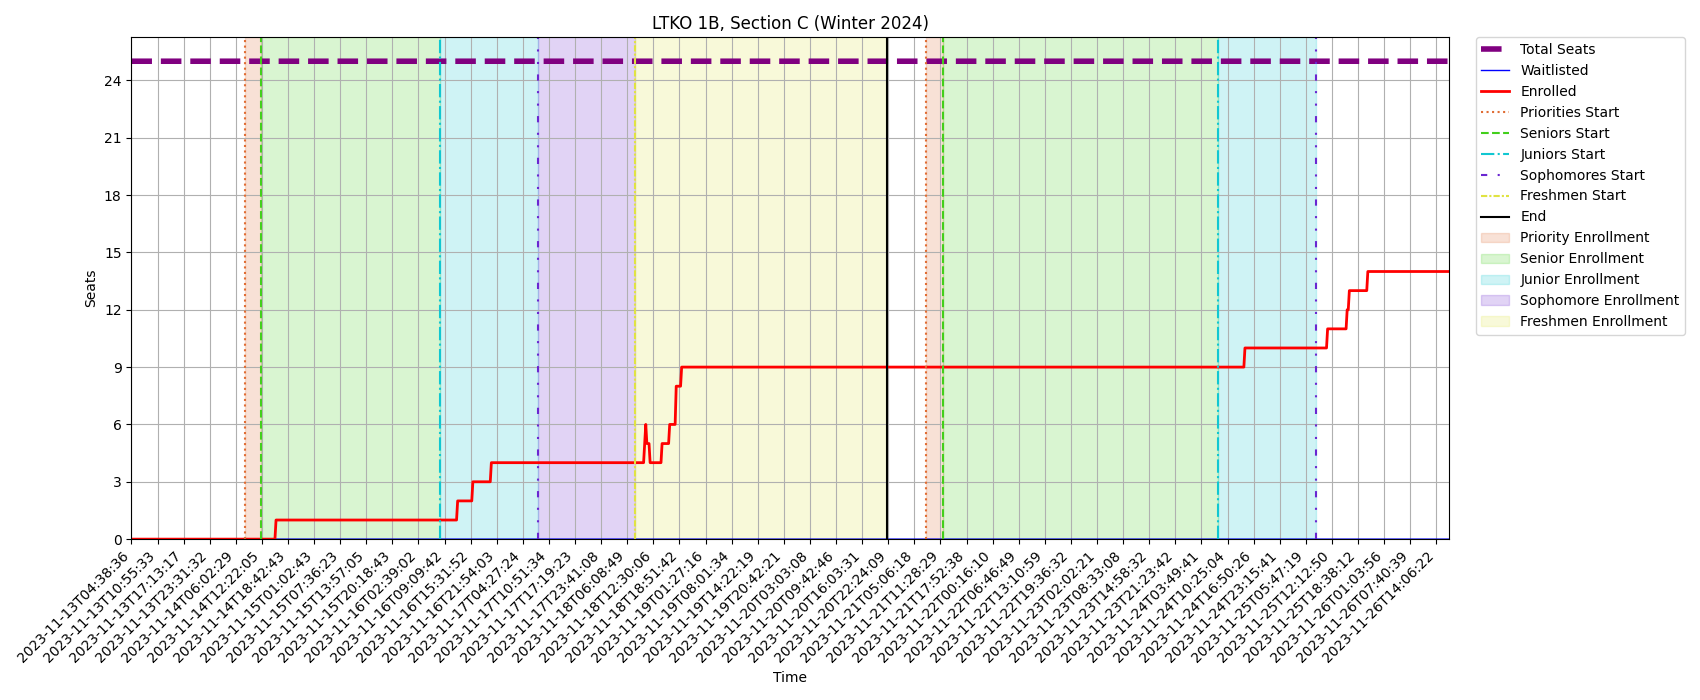 LTKO 1B, Section C (Winter 2024)
Total Seats
Waitlisted
Enrolled
Priorities Start
Seniors Start
Juniors Start
Sophomores Start
Freshmen Start
End
Priority Enrollment
Senior Enrollment
Junior Enrollment
Sophomore Enrollment
Freshmen Enrollment
Seats
24
21
18
15
12
9
6
3
0
2023-11-13T04:38:36
2023-11-13T10:55:33
2023-11-13T17:13:17
2023-11-13T23:31:32
2023-11-14T06:02:29
2023-11-14T12:22:05
2023-11-14T18:42:43
2023-11-15T01:02:43
2023-11-15T07:36:23
2023-11-15T13:57:05
2023-11-15T20:18:43
2023-11-16T02:39:02
2023-11-16T09:09:42
2023-11-16T15:31:52
2023-11-16T21:54:03
2023-11-17T04:27:24
2023-11-17T10:51:34
2023-11-17T17:19:23
2023-11-17T23:41:08
2023-11-18T06:08:49
2023-11-18T12:30:06
2023-11-18T18:51:42
2023-11-19T01:27:16
2023-11-19T08:01:34
2023-11-19T14:22:19
2023-11-19T20:42:21
2023-11-20T03:03:08
2023-11-20T09:42:46
2023-11-20T16:03:31
2023-11-20T22:24:09
2023-11-21T05:06:18
2023-11-21T11:28:29
2023-11-21T17:52:38
2023-11-22T00:16:10
2023-11-22T06:46:49
2023-11-22T13:10:59
2023-11-22T19:36:32
2023-11-23T02:02:21
2023-11-23T08:33:08
2023-11-23T14:58:32
2023-11-23T21:23:42
2023-11-24T03:49:41
2023-11-24T10:25:04
2023-11-24T16:50:26
2023-11-24T23:15:41
2023-11-25T05:47:19
2023-11-25T12:12:50
2023-11-25T18:38:12
2023-11-26T01:03:56
2023-11-26T07:40:39
2023-11-26T14:06:22
Time